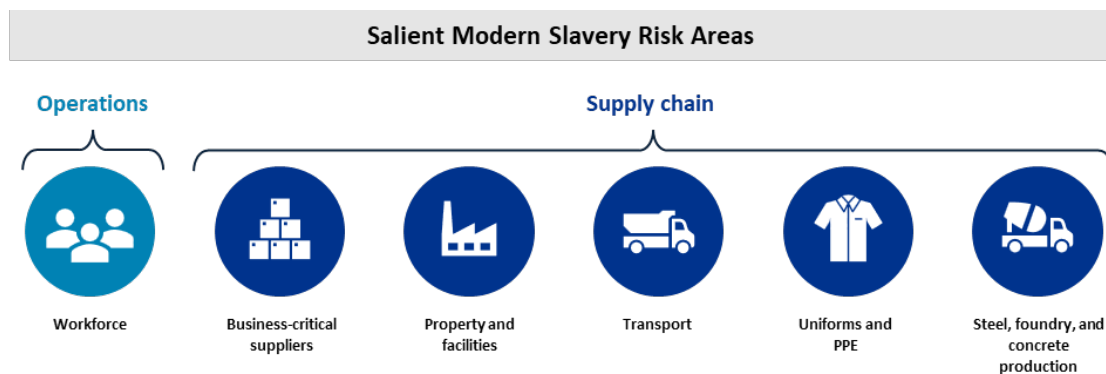 Salient Modern Slavery Risk Areas
Operations
Supply chain
Workforce
Business-critical
suppliers
Property and
facilities
Transport
Uniforms and
PPE
Steel, foundry, and
concrete
production